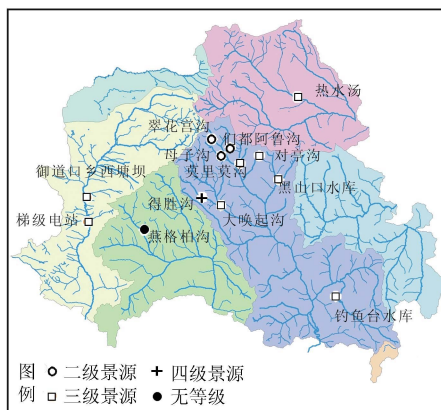 热水汤
翠花宫沟
们都阿鲁沟
母子沟
对亭沟
莫里莫沟
御道口乡西塘坝
黑山口水库
得胜沟
梯级电站
大唤起沟
燕格柏沟
钓鱼台水库
图 二级景源 四级景源
例 三级景源 无等级